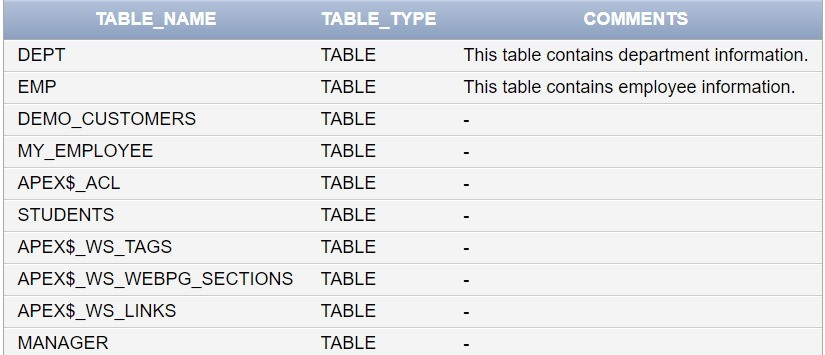 TABLE_NAME TABLE_TYPE COMMENTS
DEPT TABLE This table contains department information.
EMP TABLE This table contains employee information.
DEMO_CUSTOMERS TABLE -
MY_EMPLOYEE TABLE -
APEX$_ACL TABLE -
STUDENTS TABLE -
APEX$_WS_TAGS TABLE -
APEX$_WS_WEBPG_SECTIONS TABLE -
APEX$_WS_LINKS TABLE -
MANAGER TABLE -